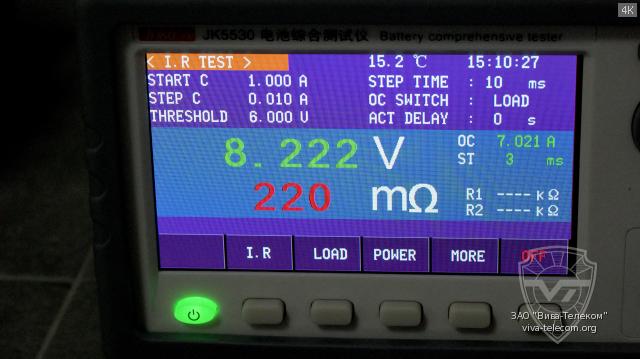 4K
JK5530 电池综合测试仪 Battery comprehensive tester
< I.R TEST > 15.2 ℃ 15:10:27
START C 1.000 A STEP TIME : 10 ms
STEP C 0.010 A OC SWITCH : LOAD
THRESHOLD 6.000 U ACT DELAY : 0 s
8.222 V OC 7.021 A
ST 3 ms
220 mΩ R1 ---- kΩ
R2 ---- kΩ
I.R LOAD POWER MORE OFF
ЗАО "Вива-Телеком"
viva-telecom.org